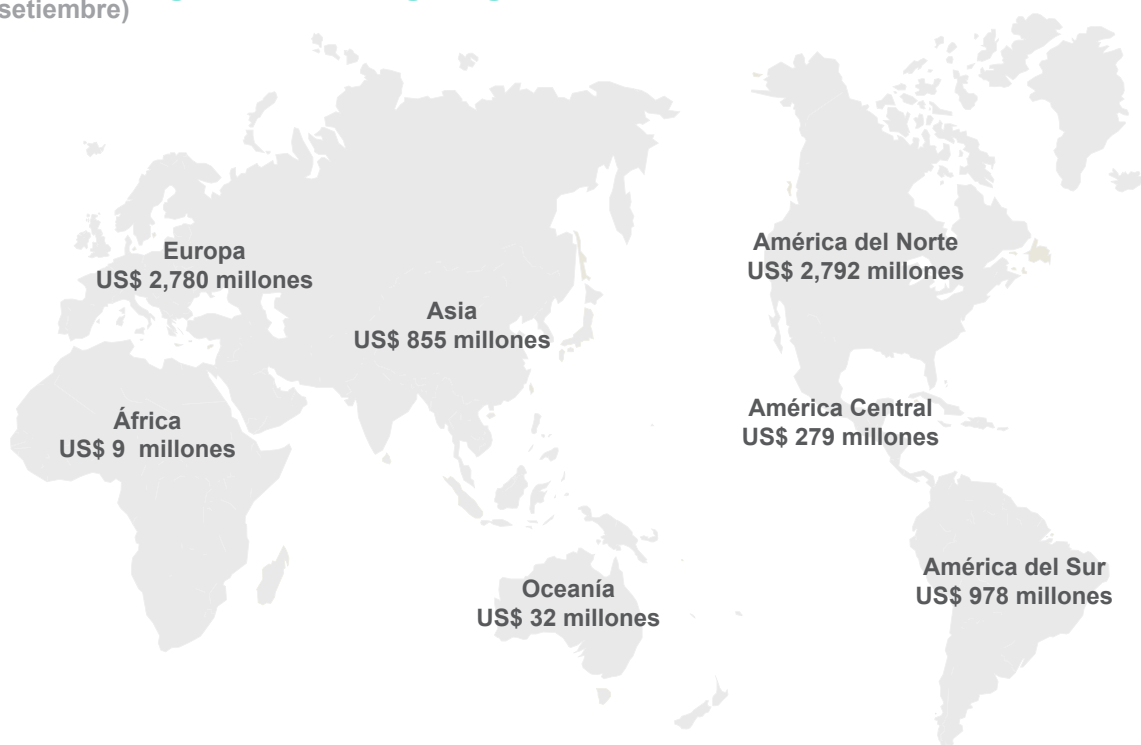 setiembre)
Europa
US$ 2,780 millones
América del Norte
US$ 2,792 millones
Asia
US$ 855 millones
África
US$ 9  millones
América Central
US$ 279 millones
Oceanía
US$ 32 millones
América del Sur
US$ 978 millones